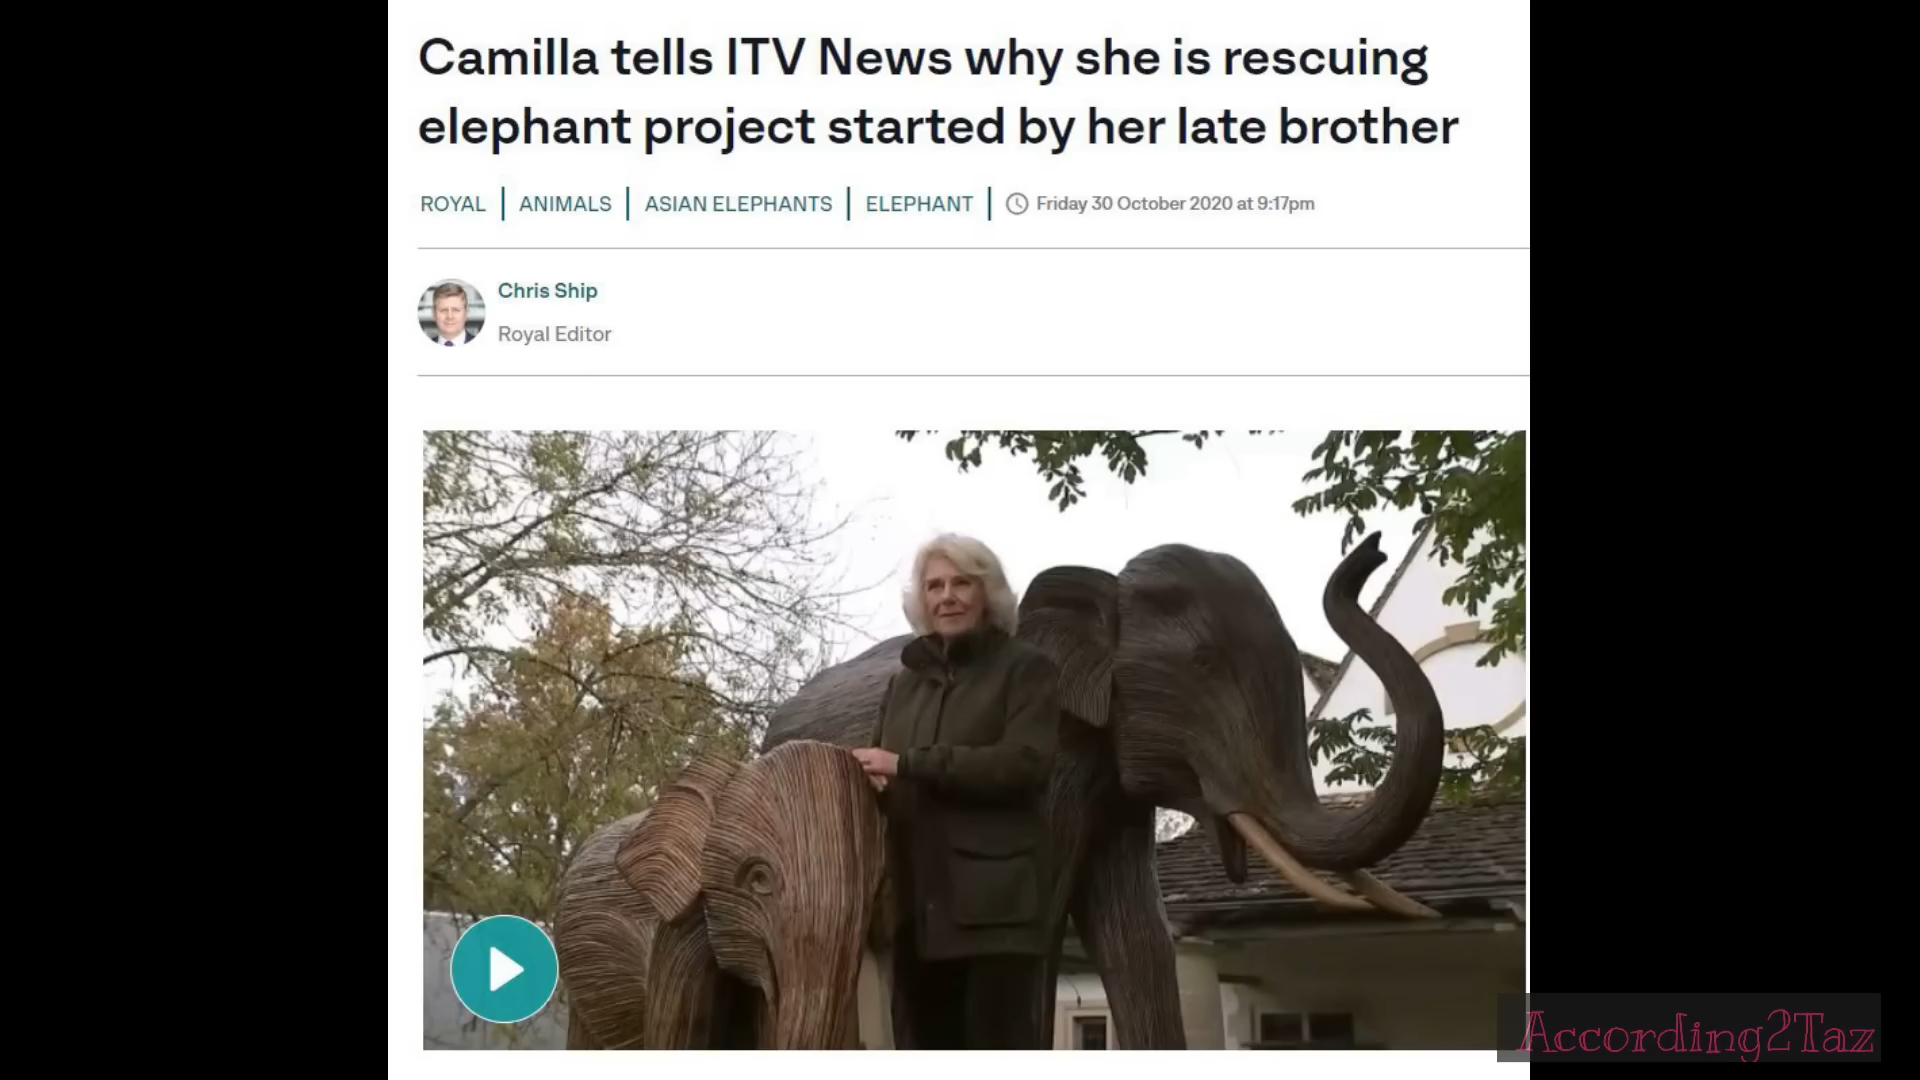 Camilla tells ITV News why she is rescuing
elephant project started by her late brother
ROYAL | ANIMALS | ASIAN ELEPHANTS | ELEPHANT | Friday 30 October 2020 at 9:17pm
Chris Ship
Royal Editor
According2Taz